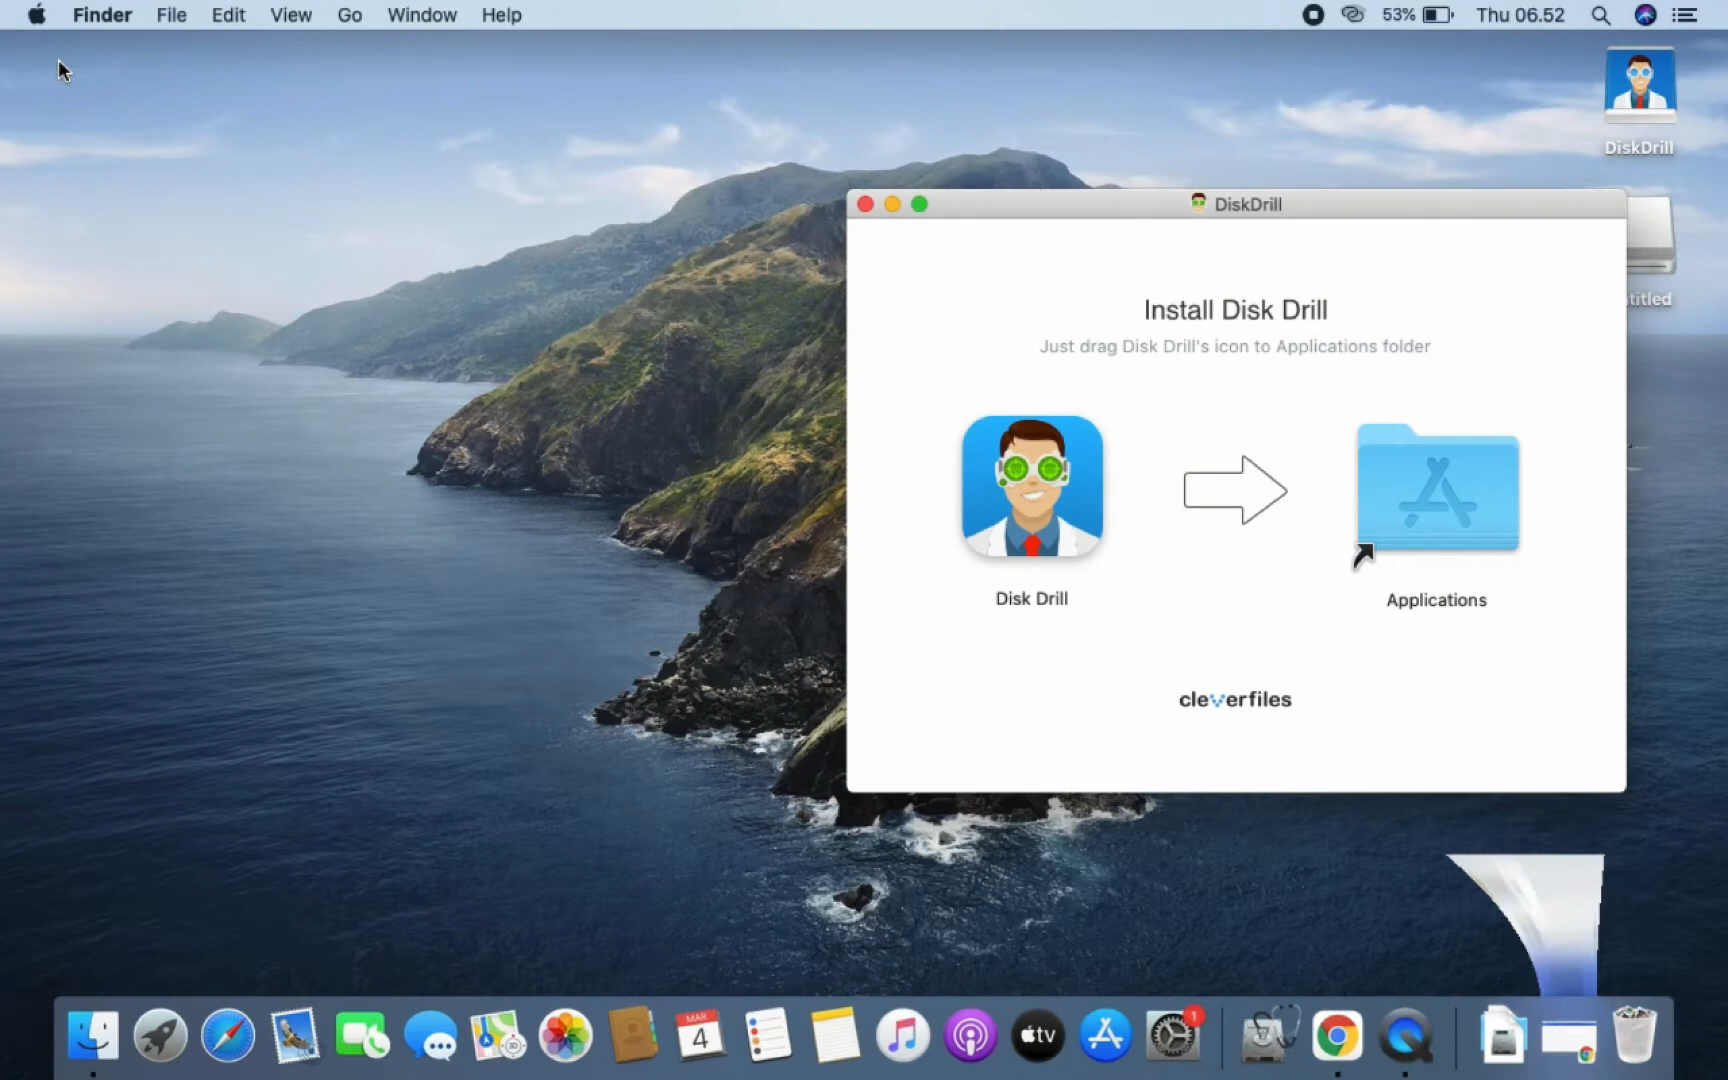 Finder File Edit View Go Window Help 53% Thu 06.52
DiskDrill
DiskDrill
titled
Install Disk Drill
Just drag Disk Drill's icon to Applications folder
Disk Drill
Applications
cleverfiles
MAR
4
3D
tv
1